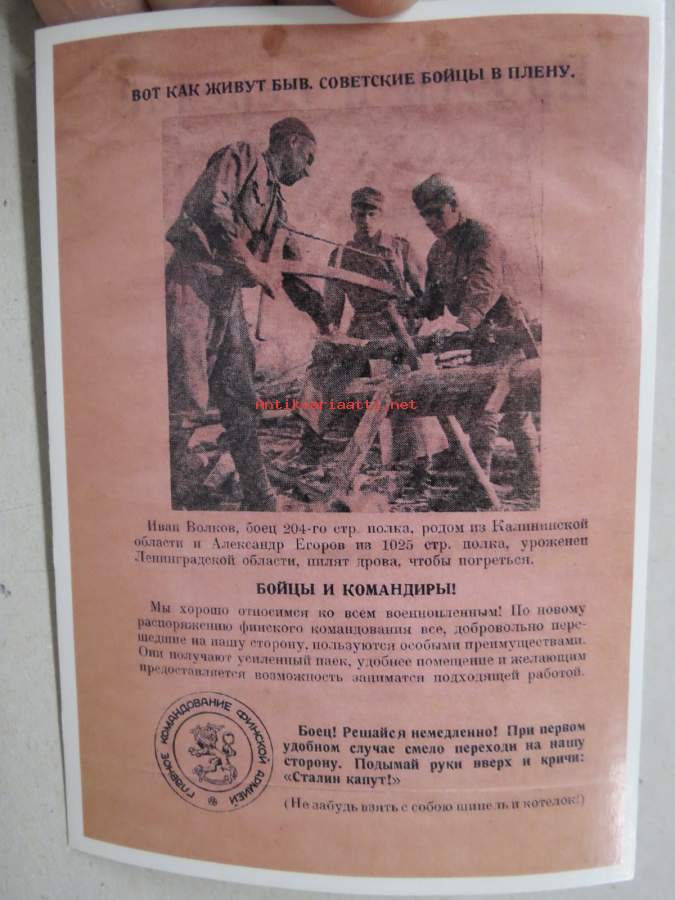 ВОТ КАК ЖИВУТ БЫВ. СОВЕТСКИЕ БОЙЦЫ В ПЛЕНУ.
Antikvariaatti.net
Иван Волков, боец 204-го стр. полка, родом из Калининской
области и Александр Егоров из 1025 стр. полка, уроженец
Ленинградской области, пилят дрова, чтобы погреться.
БОЙЦЫ И КОМАНДИРЫ!
Мы хорошо относимся ко всем военнопленным! По новому
распоряжению финского командования все, добровольно пере-
шедшие на нашу сторону, пользуются особыми преимуществами.
Они получают усиленный паек, удобнее помещение и желающим
предоставляется возможность заниматся подходящей работой.
ГЛАВНОЕ КОМАНДОВАНИЕ ФИНСКОЙ АРМИЕЙ
Боец! Решайся немедленно! При первом
удобном случае смело переходи на нашу
сторону. Подымай руки вверх и кричи:
«Сталин капут!»
(Не забудь взять с собою шинель и котелок!)